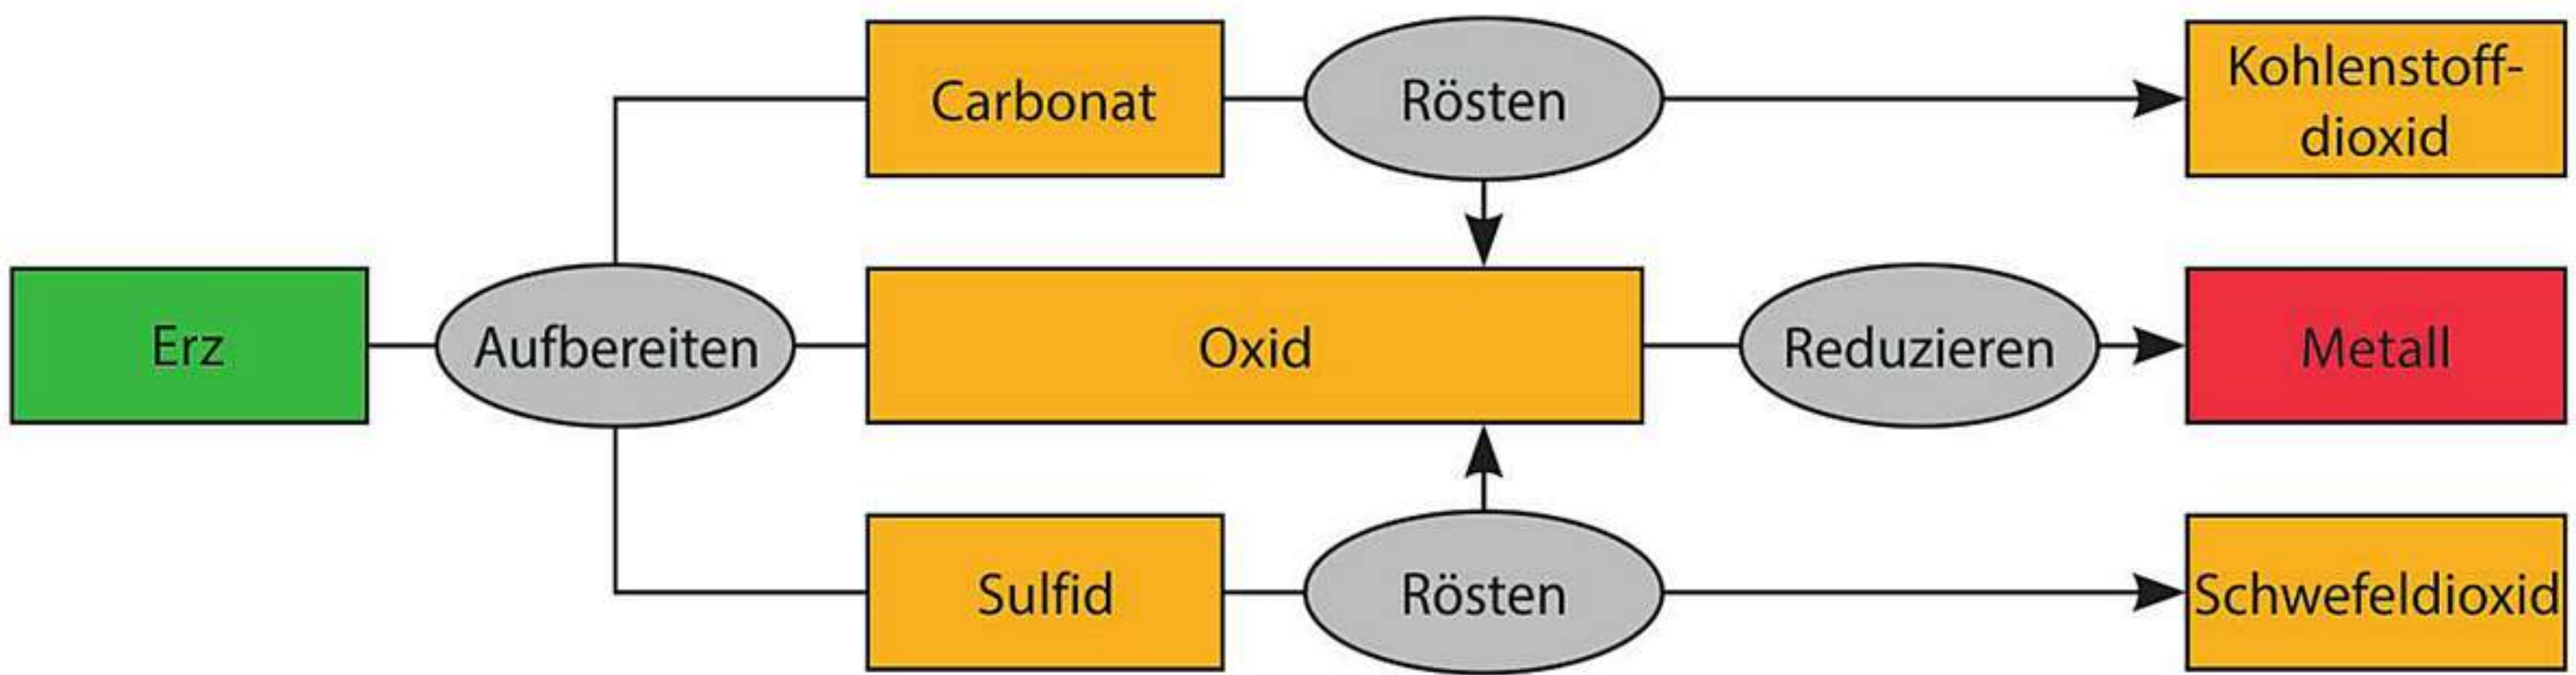 Carbonat
Rösten
Kohlenstoff-
dioxid
Erz
Aufbereiten
Oxid
Reduzieren
Metall
Sulfid
Rösten
Schwefeldioxid